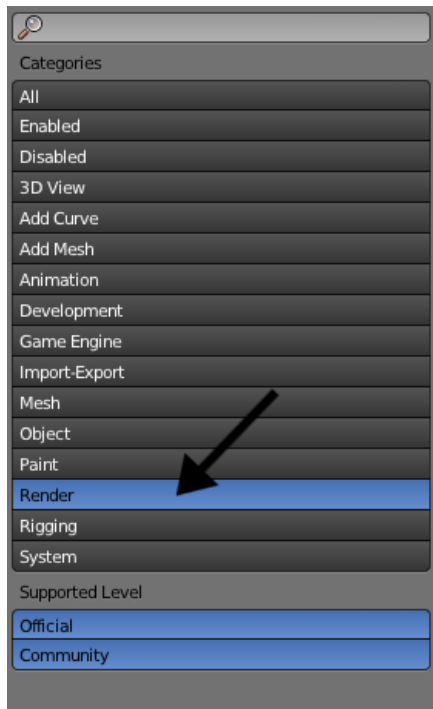 Categories
All
Enabled
Disabled
3D View
Add Curve
Add Mesh
Animation
Development
Game Engine
Import-Export
Mesh
Object
Paint
Render
Rigging
System
Supported Level
Official
Community